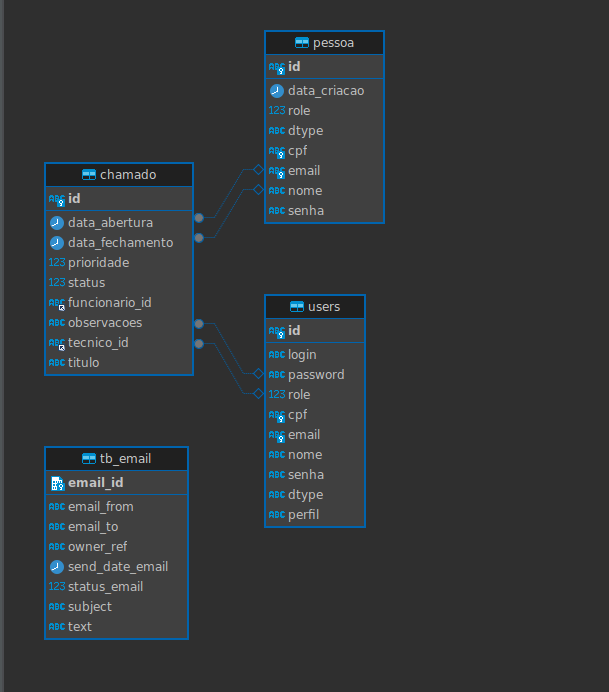 pessoa
id
data_criacao
123 role
ABC dtype
ABC cpf
ABC email
ABC nome
ABC senha
chamado
ABC id
data_abertura
data_fechamento
123 prioridade
123 status
ABC funcionario_id
ABC observacoes
ABC tecnico_id
ABC titulo
users
ABC id
ABC login
ABC password
123 role
ABC cpf
ABC email
ABC nome
ABC senha
ABC dtype
ABC perfil
tb_email
email_id
ABC email_from
ABC email_to
ABC owner_ref
send_date_email
123 status_email
ABC subject
ABC text